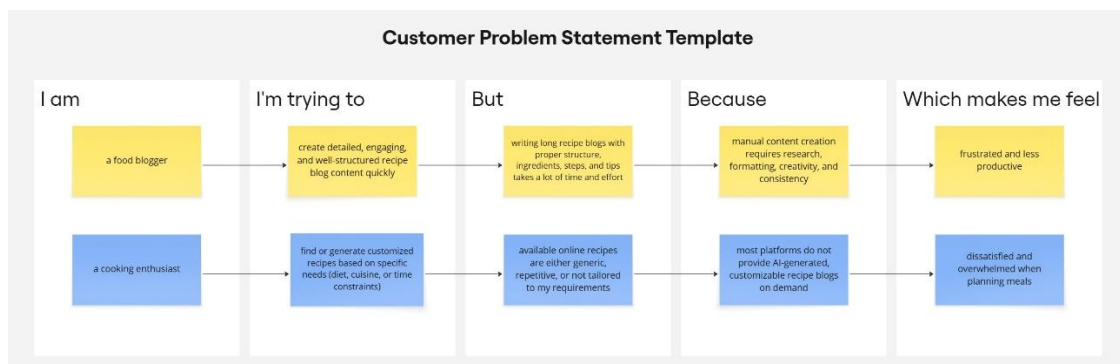 Customer Problem Statement Template
I am
I'm trying to
But
Because
Which makes me feel
a food blogger
create detailed, engaging,
and well-structured recipe
blog content quickly
writing long recipe blogs with
proper structure,
ingredients, steps, and tips
takes a lot of time and effort
manual content creation
requires research,
formatting, creativity, and
consistency
frustrated and less
productive
a cooking enthusiast
find or generate customized
recipes based on specific
needs (diet, cuisine, or time
constraints)
available online recipes
are either generic,
repetitive, or not tailored
to my requirements
most platforms do not
provide AI-generated,
customizable recipe blogs
on demand
dissatisfied and
overwhelmed when
planning meals